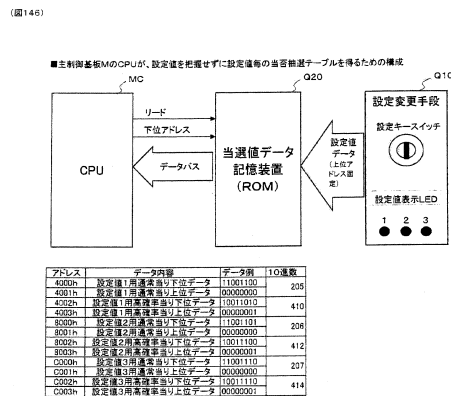 (図146)
■主制御基板MのCPUが、設定値を把握せずに設定値毎の当否抽選テーブルを得るための構成
MC
Q20
Q10
CPU
リード
下位アドレス
データバス
当選値データ
記憶装置
(ROM)
設定値
データ
(上位ア
ドレス固
定)
設定変更手段
設定キースイッチ
設定値表示LED
1 2 3
アドレス データ内容 データ例 10進数
4000h 設定値1用通常当り下位データ 11001100 205
4001h 設定値1用通常当り上位データ 00000000
4002h 設定値1用高確率当り下位データ 10011010 410
4003h 設定値1用高確率当り上位データ 00000001
8000h 設定値2用通常当り下位データ 11001101 206
8001h 設定値2用通常当り上位データ 00000000
8002h 設定値2用高確率当り下位データ 10011100 412
8003h 設定値2用高確率当り上位データ 00000001
C000h 設定値3用通常当り下位データ 11001110 207
C001h 設定値3用通常当り上位データ 00000000
C002h 設定値3用高確率当り下位データ 10011110 414
C003h 設定値3用高確率当り上位データ 00000001